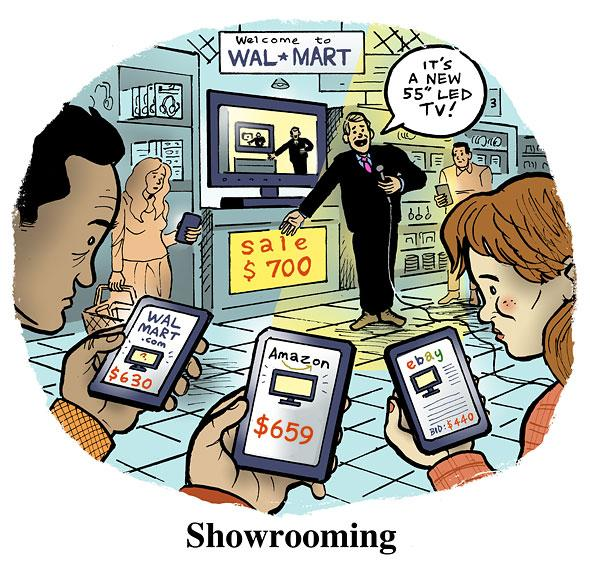 Welcome to
WAL★MART
IT'S
A NEW
55" LED
TV!
3
sale
$700
WAL
MART
.com
?
$630
Amazon
$659
ebay
BID: $440
Showrooming